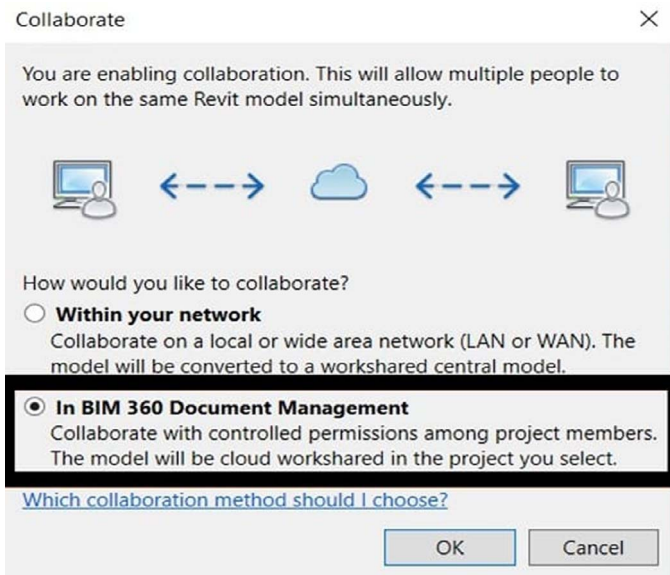 Collaborate
You are enabling collaboration. This will allow multiple people to
work on the same Revit model simultaneously.
How would you like to collaborate?
Within your network
Collaborate on a local or wide area network (LAN or WAN). The
model will be converted to a workshared central model.
In BIM 360 Document Management
Collaborate with controlled permissions among project members.
The model will be cloud workshared in the project you select.
Which collaboration method should I choose?
OK Cancel